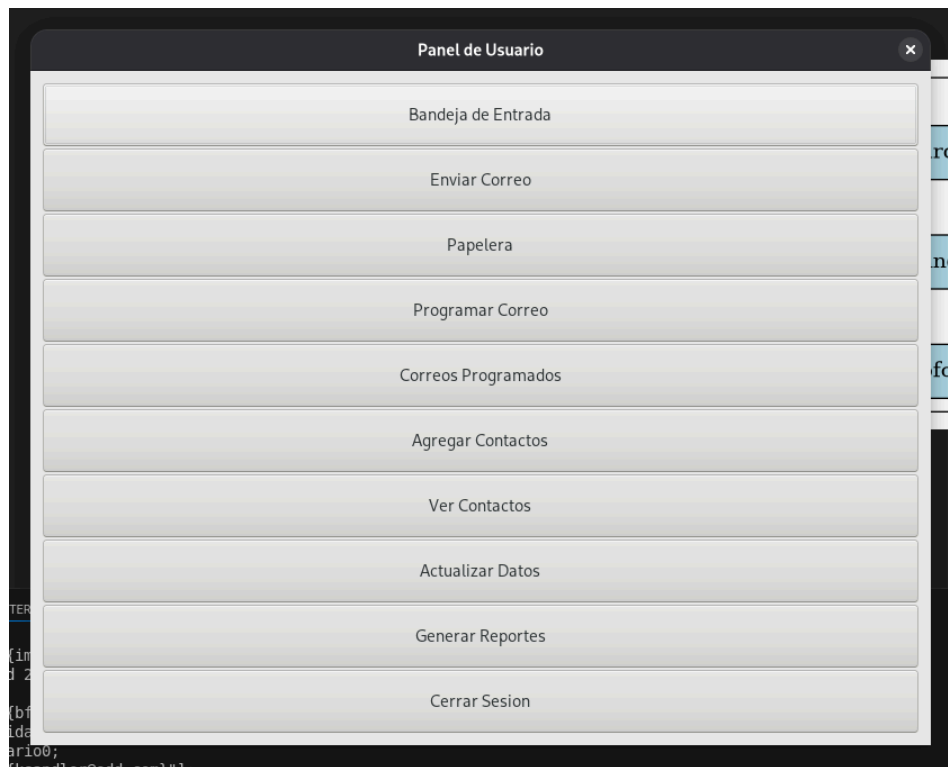 Panel de Usuario
Bandeja de Entrada
Enviar Correo
Papelera
Programar Correo
Correos Programados
Agregar Contactos
Ver Contactos
Actualizar Datos
Generar Reportes
Cerrar Sesion
ario0;